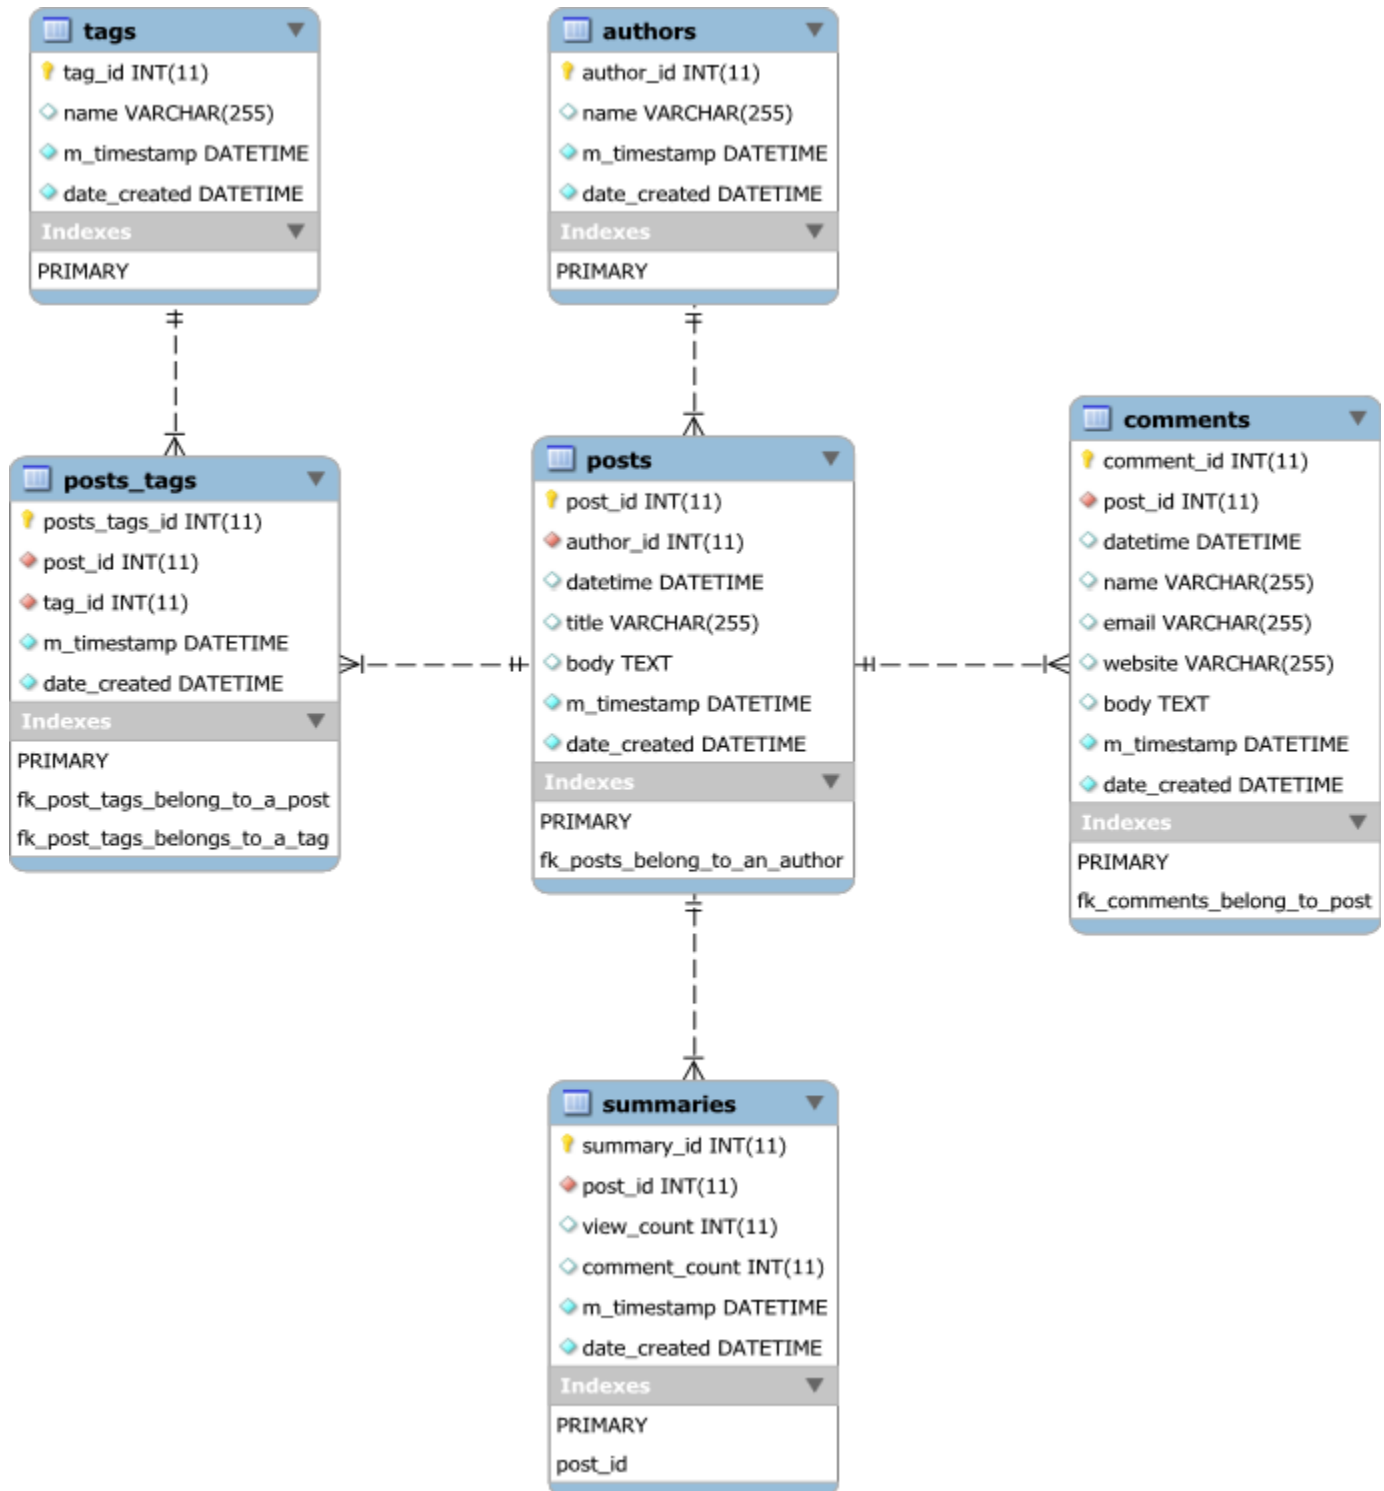 tags
tag_id INT(11)
name VARCHAR(255)
m_timestamp DATETIME
date_created DATETIME
Indexes
PRIMARY
authors
author_id INT(11)
name VARCHAR(255)
m_timestamp DATETIME
date_created DATETIME
Indexes
PRIMARY
posts_tags
posts_tags_id INT(11)
post_id INT(11)
tag_id INT(11)
m_timestamp DATETIME
date_created DATETIME
Indexes
PRIMARY
fk_post_tags_belong_to_a_post
fk_post_tags_belongs_to_a_tag
posts
post_id INT(11)
author_id INT(11)
datetime DATETIME
title VARCHAR(255)
body TEXT
m_timestamp DATETIME
date_created DATETIME
Indexes
PRIMARY
fk_posts_belong_to_an_author
comments
comment_id INT(11)
post_id INT(11)
datetime DATETIME
name VARCHAR(255)
email VARCHAR(255)
website VARCHAR(255)
body TEXT
m_timestamp DATETIME
date_created DATETIME
Indexes
PRIMARY
fk_comments_belong_to_post
summaries
summary_id INT(11)
post_id INT(11)
view_count INT(11)
comment_count INT(11)
m_timestamp DATETIME
date_created DATETIME
Indexes
PRIMARY
post_id